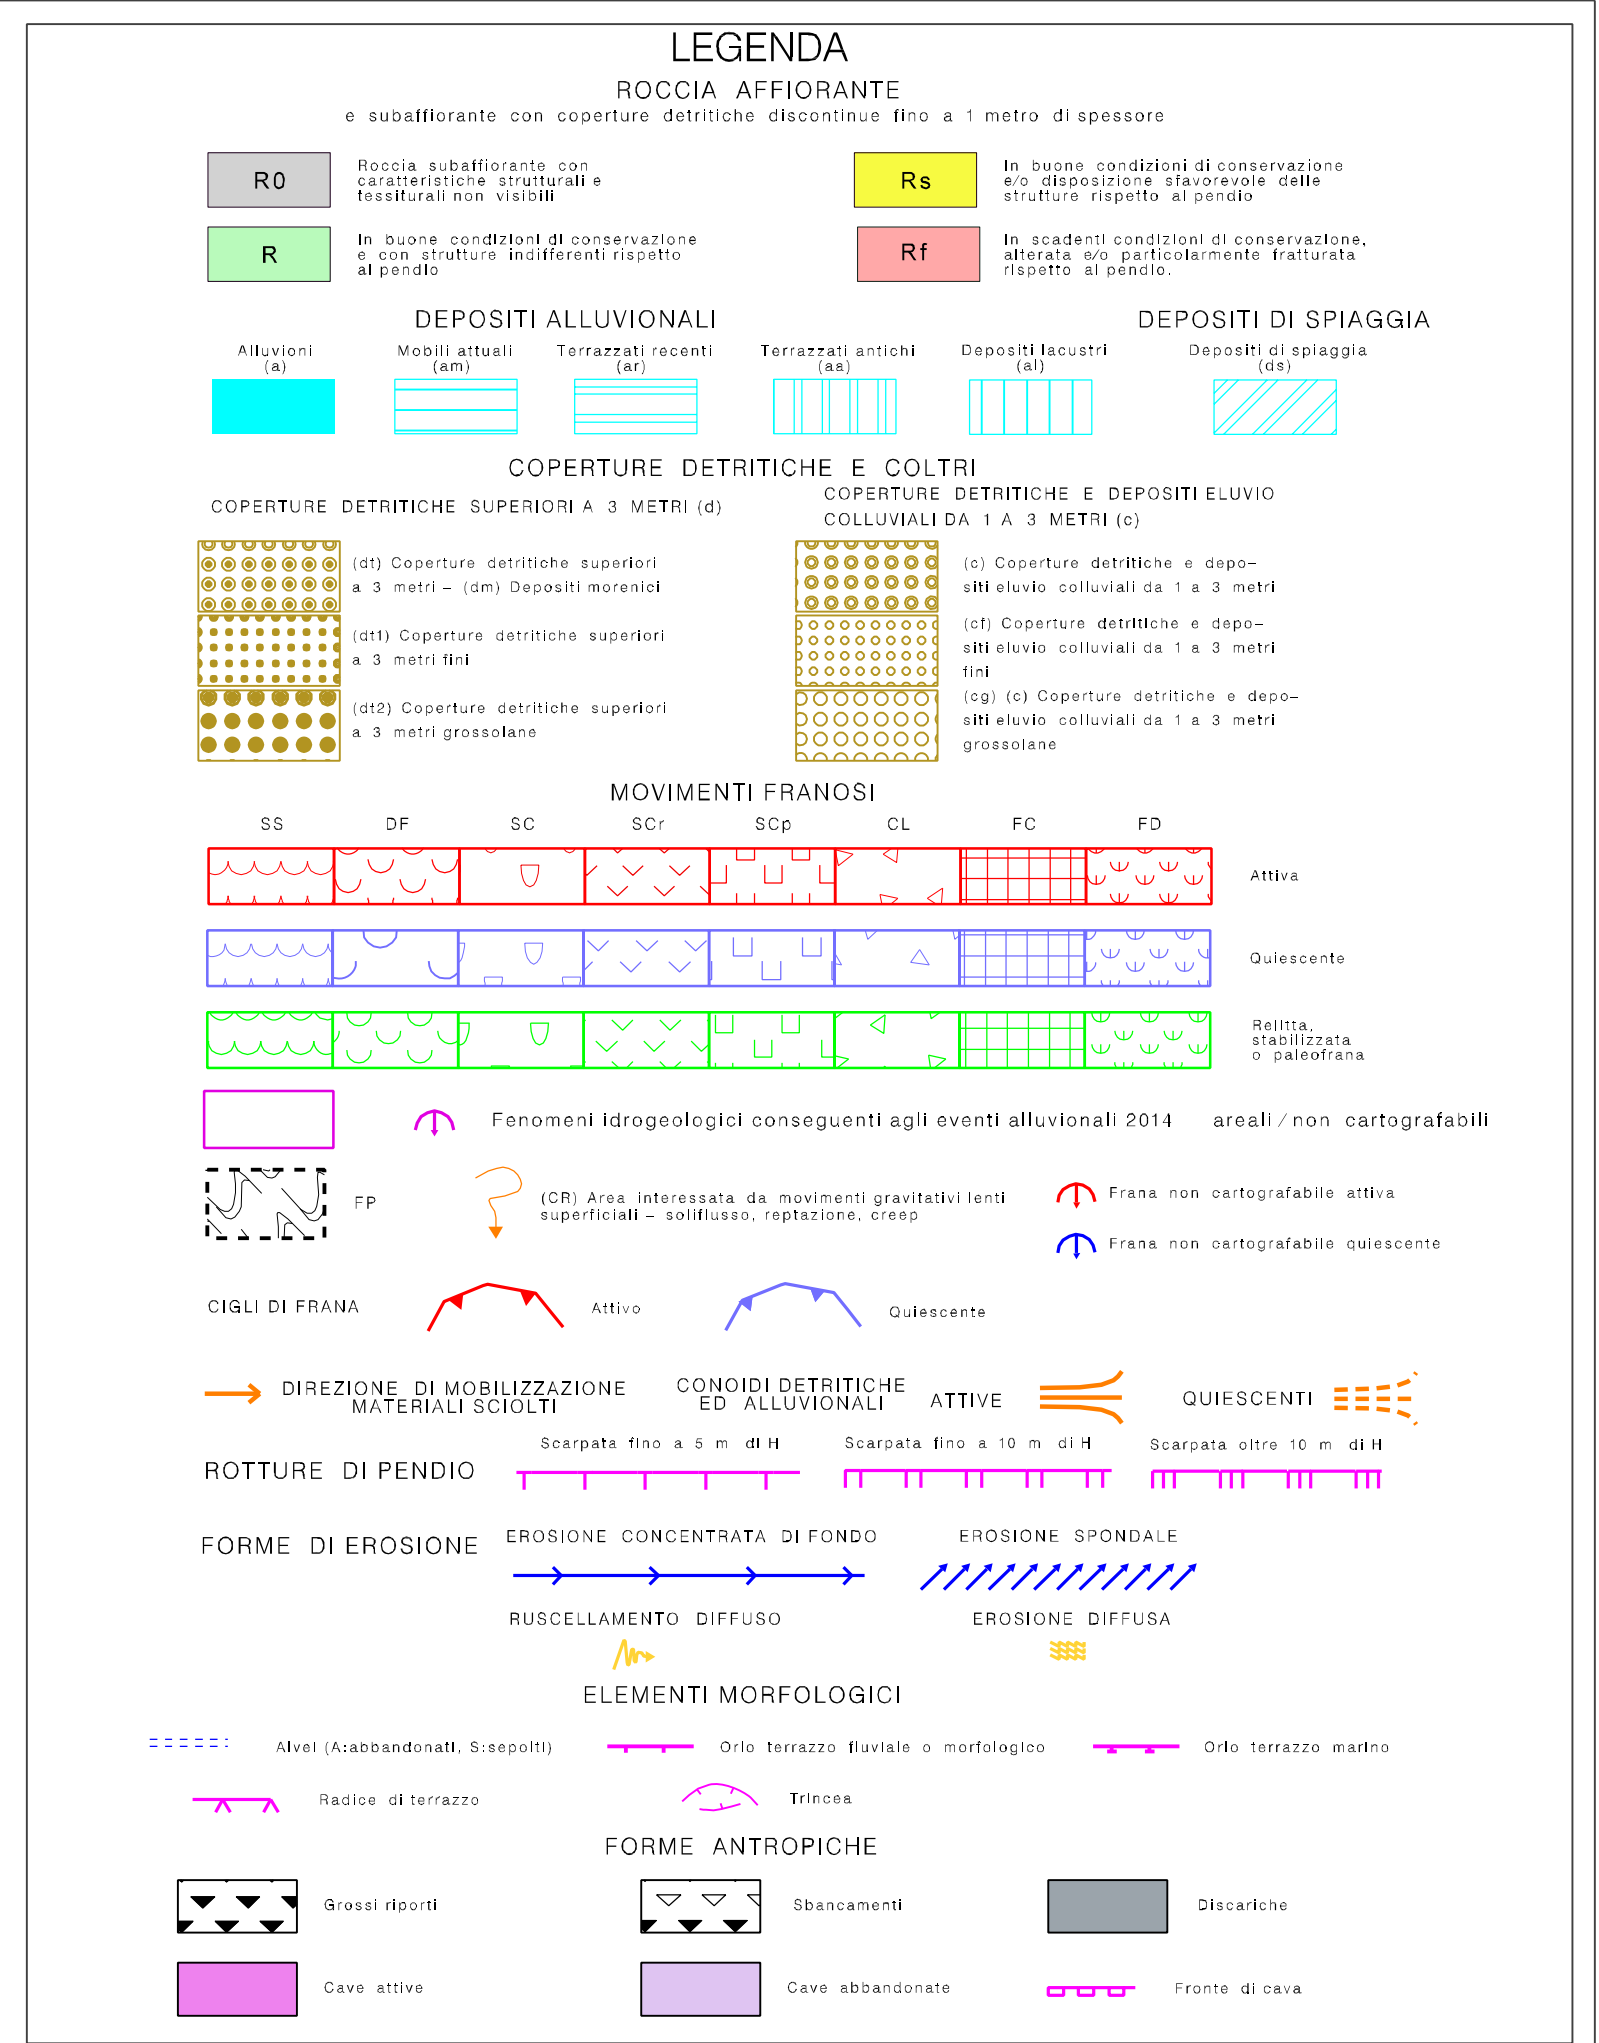 LEGENDA
ROCCIA AFFIORANTE
e subaffiorante con coperture detritiche discontinue fino a 1 metro di spessore
R0
Roccia subaffiorante con
caratteristiche strutturali e
tessiturali non visibili
Rs
In buone condizioni di conservazione
e/o disposizione sfavorevole delle
strutture rispetto al pendio
R
In buone condizioni di conservazione
e con strutture indifferenti rispetto
al pendio
Rf
In scadenti condizioni di conservazione,
alterata e/o particolarmente fratturata
rispetto al pendio.
DEPOSITI ALLUVIONALI
DEPOSITI DI SPIAGGIA
Alluvioni
(a)
Mobili attuali
(am)
Terrazzati recenti
(ar)
Terrazzati antichi
(aa)
Depositi lacustri
(al)
Depositi di spiaggia
(ds)
COPERTURE DETRITICHE E COLTRI
COPERTURE DETRITICHE SUPERIORI A 3 METRI (d)
COPERTURE DETRITICHE E DEPOSITI ELUVIO
COLLUVIALI DA 1 A 3 METRI (c)
(dt) Coperture detritiche superiori
a 3 metri – (dm) Depositi morenici
(dt1) Coperture detritiche superiori
a 3 metri fini
(dt2) Coperture detritiche superiori
a 3 metri grossolane
(c) Coperture detritiche e depo–
siti eluvio colluviali da 1 a 3 metri
(cf) Coperture detritiche e depo–
siti eluvio colluviali da 1 a 3 metri
fini
(cg) (c) Coperture detritiche e depo–
siti eluvio colluviali da 1 a 3 metri
grossolane
MOVIMENTI FRANOSI
SS DF SC SCr SCp CL FC FD
Attiva
Quiescente
Relitta,
stabilizzata
o paleofrana
Fenomeni idrogeologici conseguenti agli eventi alluvionali 2014 areali / non cartografabili
FP
(CR) Area interessata da movimenti gravitativi lenti
superficiali – soliflusso, reptazione, creep
Frana non cartografabile attiva
Frana non cartografabile quiescente
CIGLI DI FRANA
Attivo
Quiescente
DIREZIONE DI MOBILIZZAZIONE
MATERIALI SCIOLTI
CONOIDI DETRITICHE
ED ALLUVIONALI
ATTIVE
QUIESCENTI
ROTTURE DI PENDIO
Scarpata fino a 5 m di H
Scarpata fino a 10 m di H
Scarpata oltre 10 m di H
FORME DI EROSIONE
EROSIONE CONCENTRATA DI FONDO
EROSIONE SPONDALE
RUSCELLAMENTO DIFFUSO
EROSIONE DIFFUSA
ELEMENTI MORFOLOGICI
Alvei (A:abbandonati, S:sepolti)
Orlo terrazzo fluviale o morfologico
Orlo terrazzo marino
Radice di terrazzo
Trincea
FORME ANTROPICHE
Grossi riporti
Sbancamenti
Discariche
Cave attive
Cave abbandonate
Fronte di cava